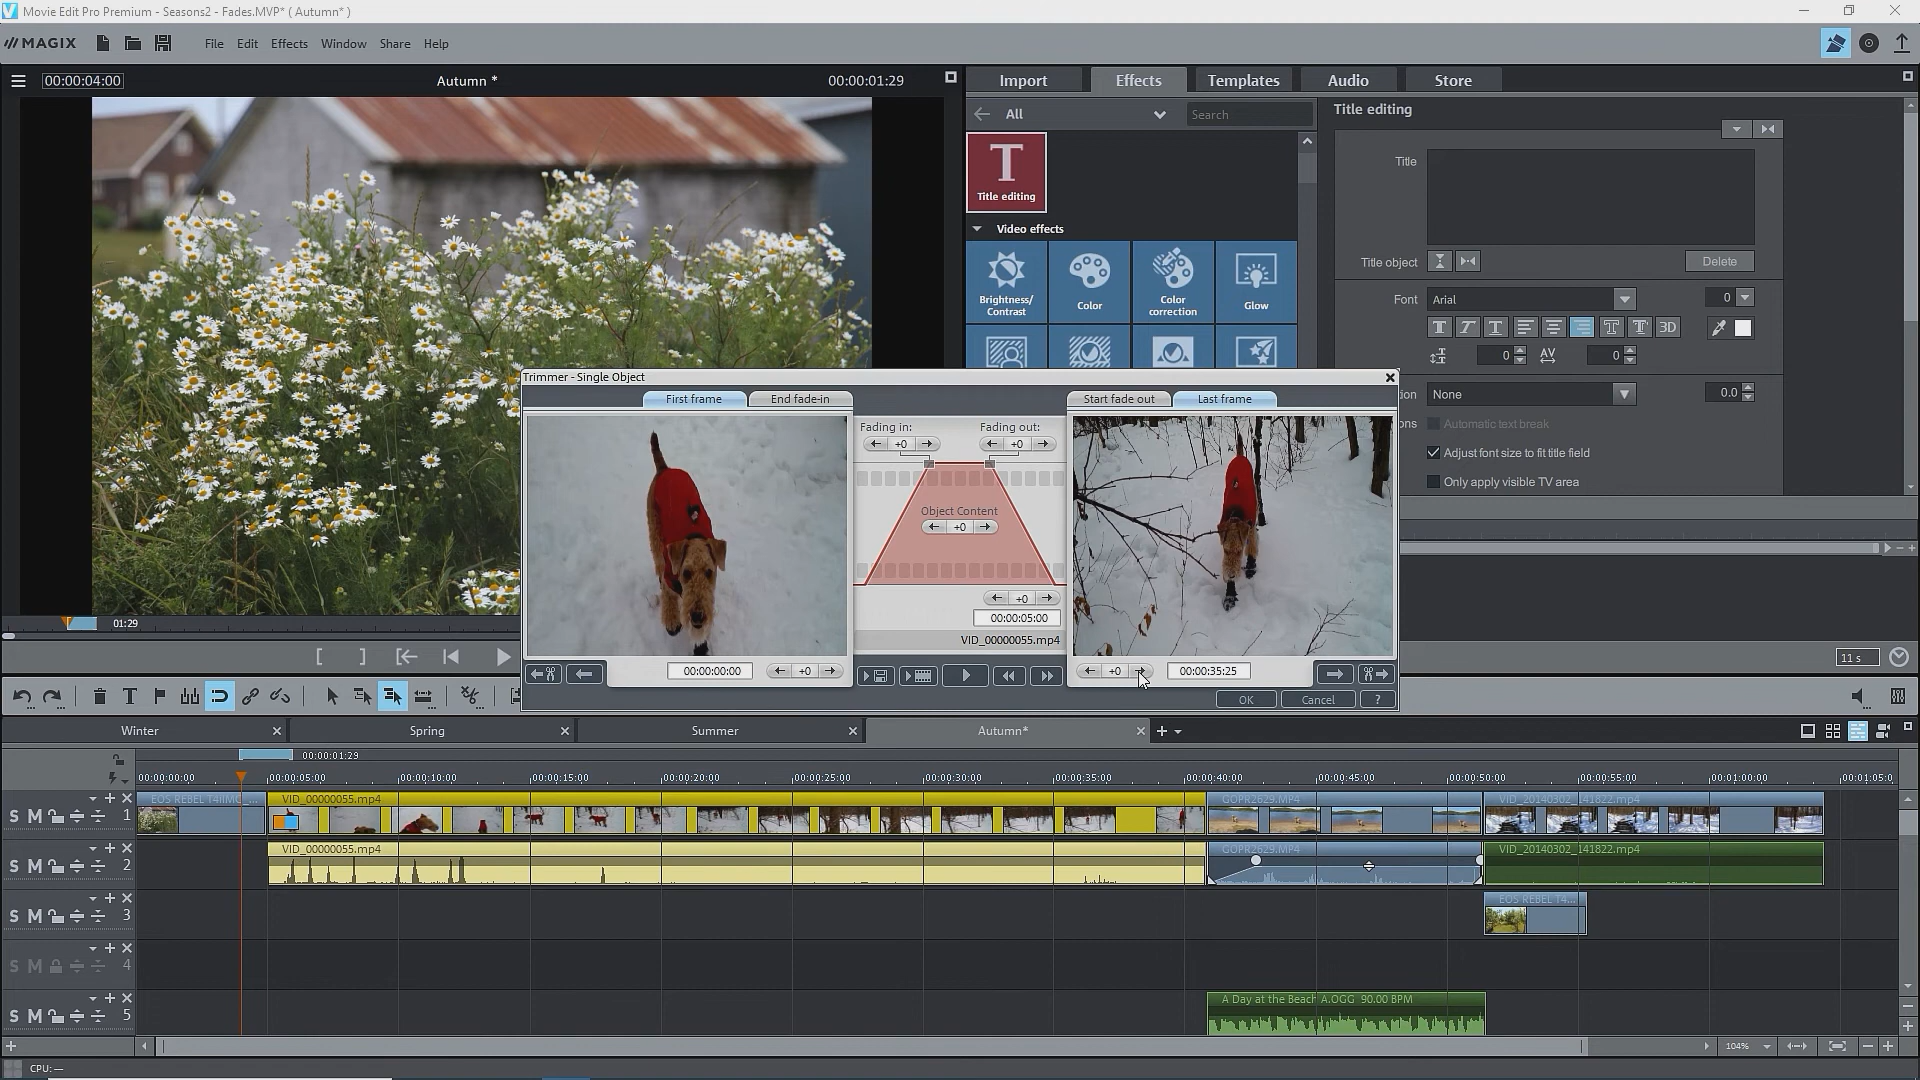 Movie Edit Pro Premium - Seasons2 - Fades.MVP* ( Autumn* )
MAGIX File Edit Effects Window Share Help
00:00:04:00 Autumn * 00:00:01:29
Import Effects Templates Audio Store
All Search Title editing
Title editing
Title
Video effects
Title object Delete
Brightness/
Contrast
Color
Color
correction
Glow
Font Arial 0
3D
0 AV 0
Trimmer - Single Object
First frame End fade-in Start fade out Last frame
None 0.0
Automatic text break
Adjust font size to fit title field
Only apply visible TV area
Fading in: Fading out:
+0 +0
Object Content
+0
+0
00:00:05:00
VID_00000055.mp4
01:29
00:00:00:00 +0 +0 00:00:35:25
OK Cancel ?
11 s
Winter Spring Summer Autumn*
00:00:01:29
00:00:00:00 00:00:05:00 00:00:10:00 00:00:15:00 00:00:20:00 00:00:25:00 00:00:30:00 00:00:35:00 00:00:40:00 00:00:45:00 00:00:50:00 00:00:55:00 00:01:00:00 00:01:05:0
EOS REBEL T4IIMG_... VID_00000055.mp4 GOPR2629.MP4 VID_20140302_141822.mp4
S M 1
VID_00000055.mp4 GOPR2629.MP4 VID_20140302_141822.mp4
S M 2
EOS REBEL T4...
S M 3
S M 4
A Day at the Beach A.OGG 90.00 BPM
S M 5
104%
CPU: —